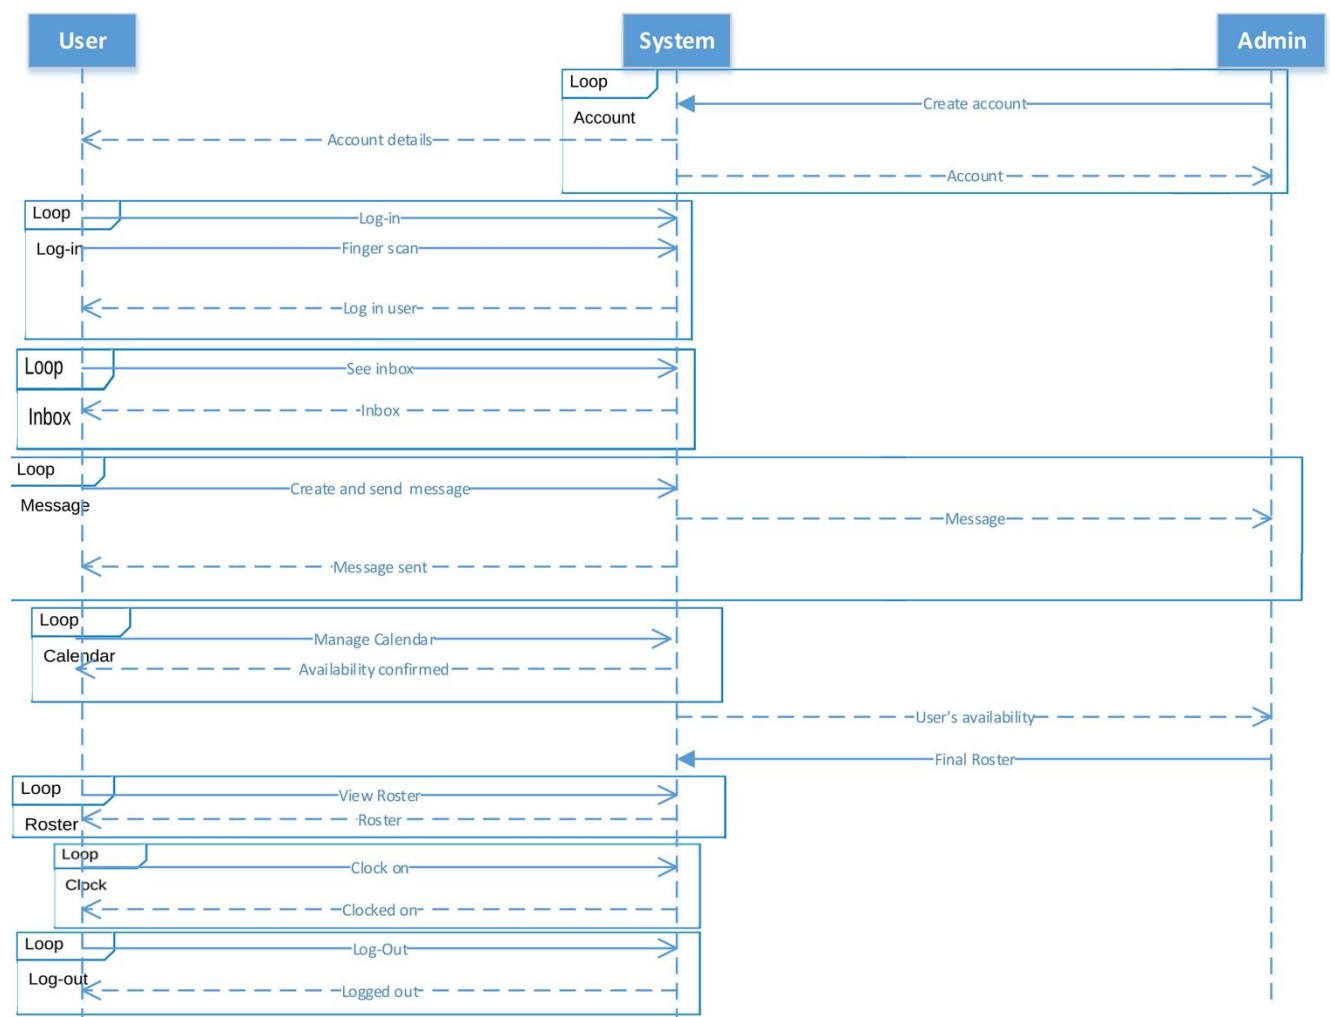 User
System
Admin
Loop
Create account
Account
Account details
Account
Loop
Log-in
Log-in
Finger scan
Log in user
Loop
See inbox
Inbox
Inbox
Loop
Create and send message
Message
Message
Message sent
Loop
Manage Calendar
Calendar
Availability confirmed
User's availability
Final Roster
Loop
View Roster
Roster
Roster
Loop
Clock on
Clock
Clocked on
Loop
Log-Out
Log-out
Logged out